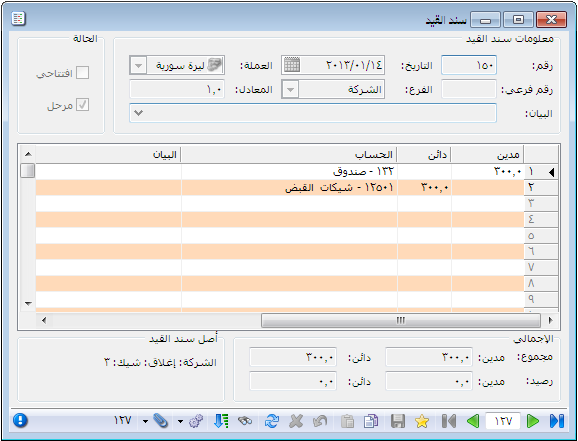 سند القيد
معلومات سند القيد
رقم: ١٥٠ التاريخ: ٢٠١٣/٠١/١٤ العملة: ليرة سورية
رقم فرعي: الفرع: الشركة المعادل: ١,٠
البيان:
الحالة
افتتاحي
مرحل
مدين دائن الحساب البيان
١ ٣٠٠,٠ ١٣٢ - صندوق
٢ ٣٠٠,٠ ١٢٥٠١ - شيكات القبض
٣
٤
٥
٦
٧
٨
٩
الإجمالي
مجموع: مدين: ٣٠٠,٠ دائن: ٣٠٠,٠
رصيد: مدين: ٠,٠ دائن: ٠,٠
أصل سند القيد
الشركة: إغلاق: شيك: ٣
١٢٧ ١٢٧